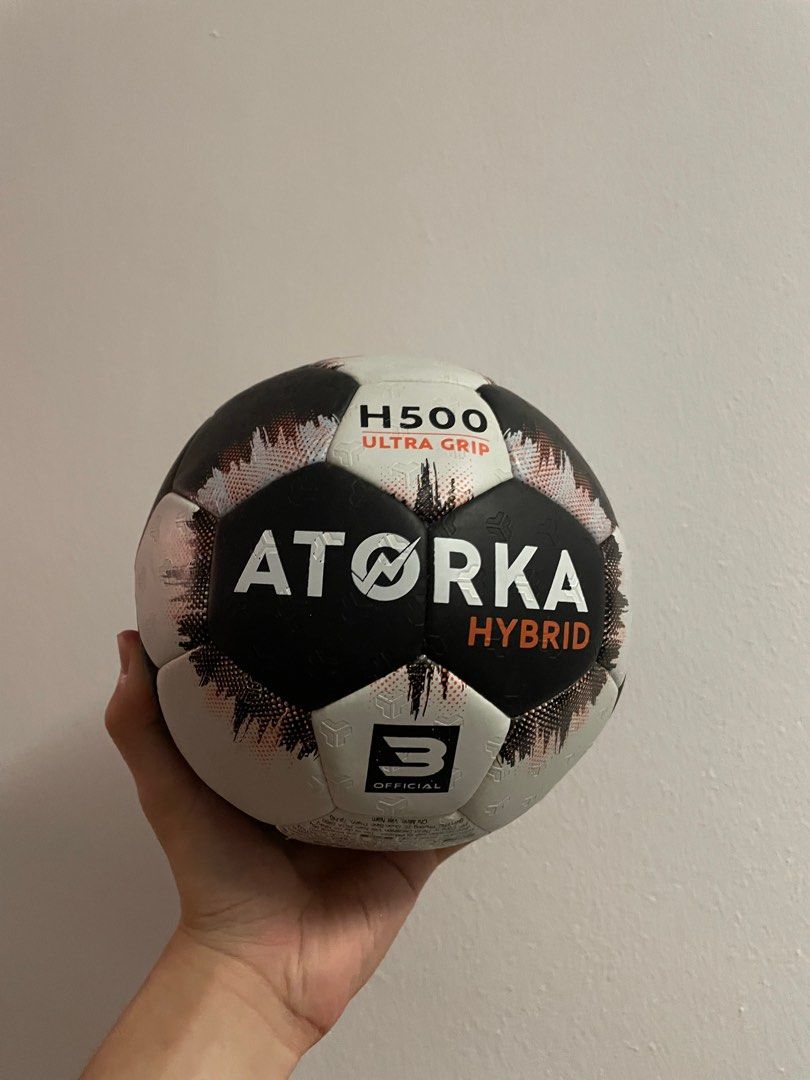 H500
ULTRA GRIP
ATORKA
HYBRID
3
OFFICIAL